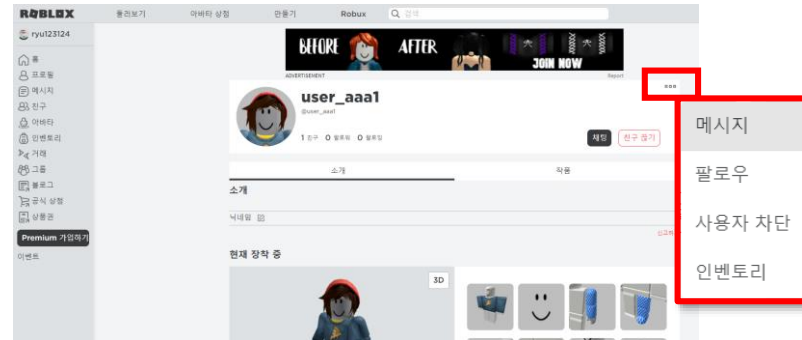 ROBLOX 둘러보기 아바타 상점 만들기 Robux 검색
ryu123124
홈
프로필
메시지
친구
아바타
인벤토리
거래
그룹
블로그
공식 상점
상품권
Premium 가입하기
이벤트
BEFORE AFTER JOIN NOW
ADVERTISEMENT Report
user_aaa1
@user_aaa1
1 친구 0 팔로워 0 팔로잉
채팅 친구 끊기
메시지
팔로우
사용자 차단
인벤토리
소개 작품
소개
닉네임
현재 장착 중
3D